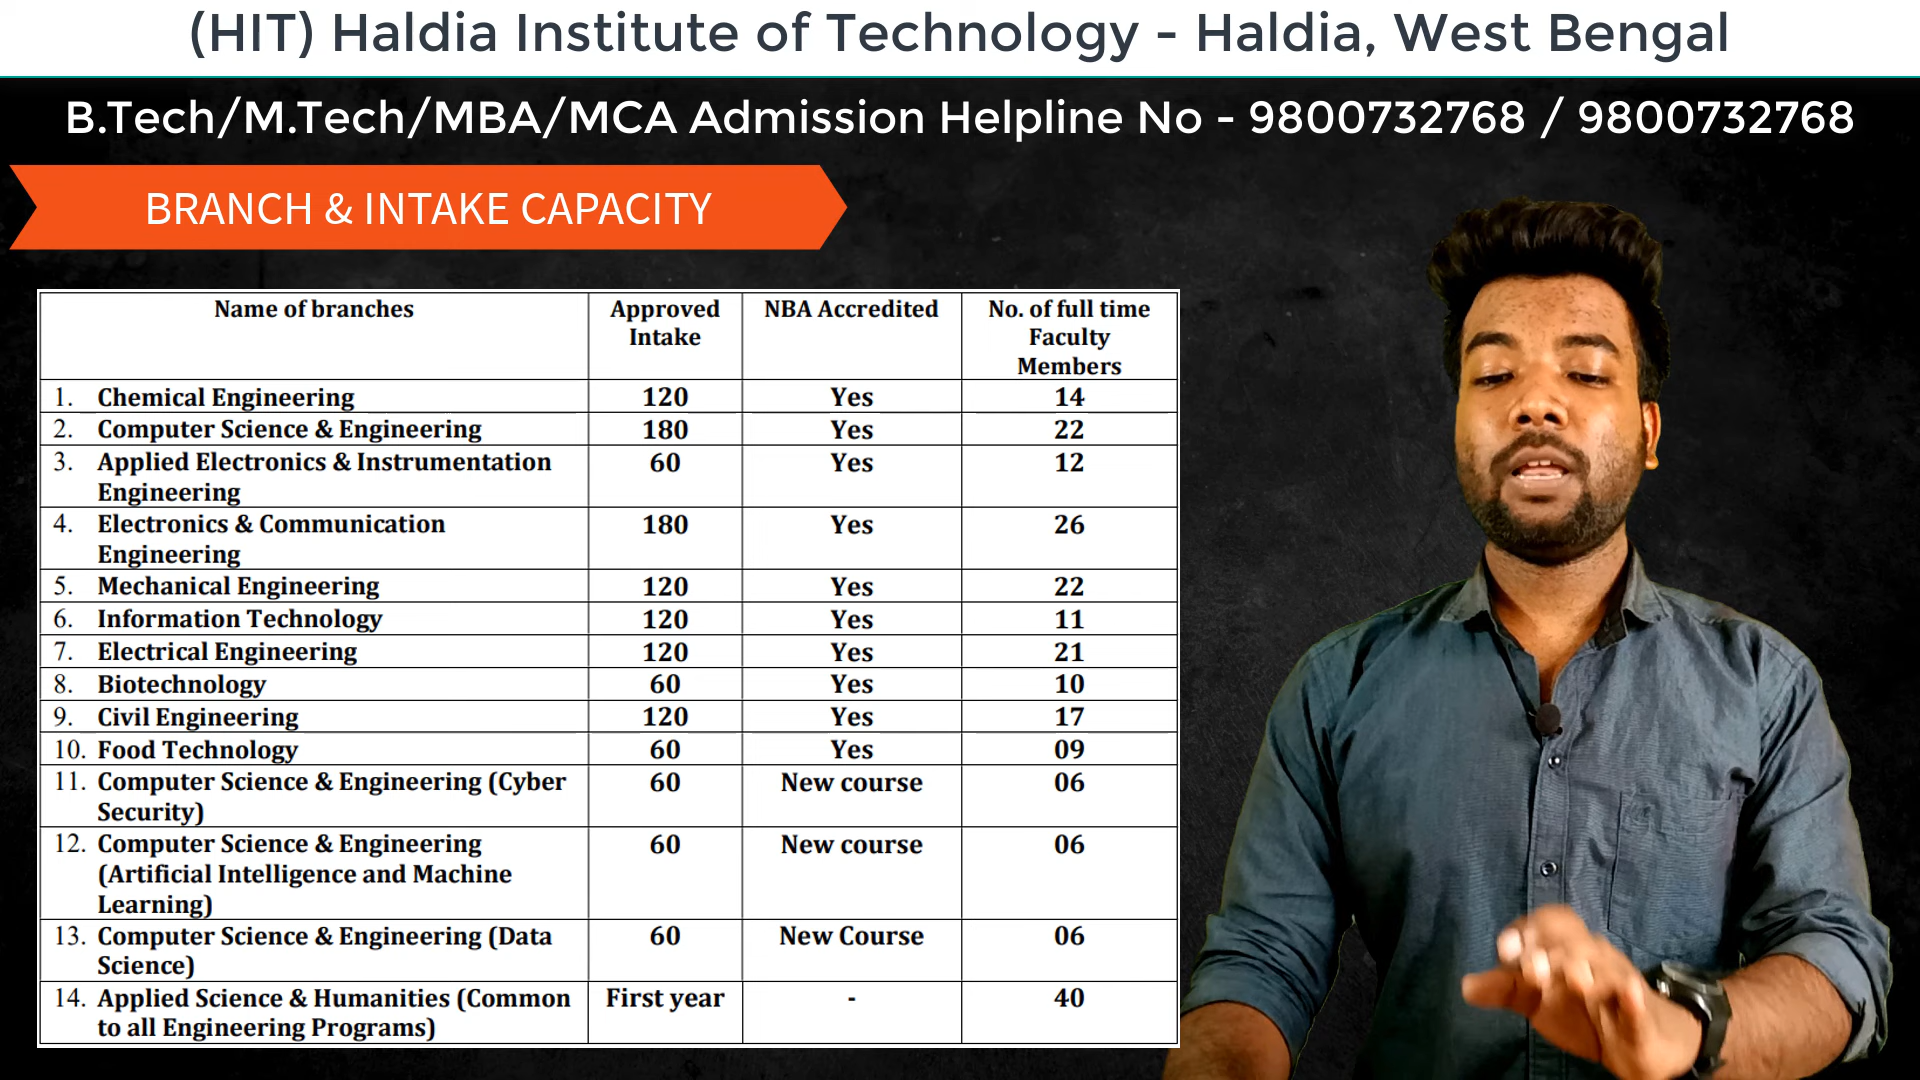 (HIT) Haldia Institute of Technology - Haldia, West Bengal
B.Tech/M.Tech/MBA/MCA Admission Helpline No - 9800732768 / 9800732768
BRANCH & INTAKE CAPACITY
Name of branches Approved Intake NBA Accredited No. of full time Faculty Members
1. Chemical Engineering 120 Yes 14
2. Computer Science & Engineering 180 Yes 22
3. Applied Electronics & Instrumentation Engineering 60 Yes 12
4. Electronics & Communication Engineering 180 Yes 26
5. Mechanical Engineering 120 Yes 22
6. Information Technology 120 Yes 11
7. Electrical Engineering 120 Yes 21
8. Biotechnology 60 Yes 10
9. Civil Engineering 120 Yes 17
10. Food Technology 60 Yes 09
11. Computer Science & Engineering (Cyber Security) 60 New course 06
12. Computer Science & Engineering (Artificial Intelligence and Machine Learning) 60 New course 06
13. Computer Science & Engineering (Data Science) 60 New Course 06
14. Applied Science & Humanities (Common to all Engineering Programs) First year - 40